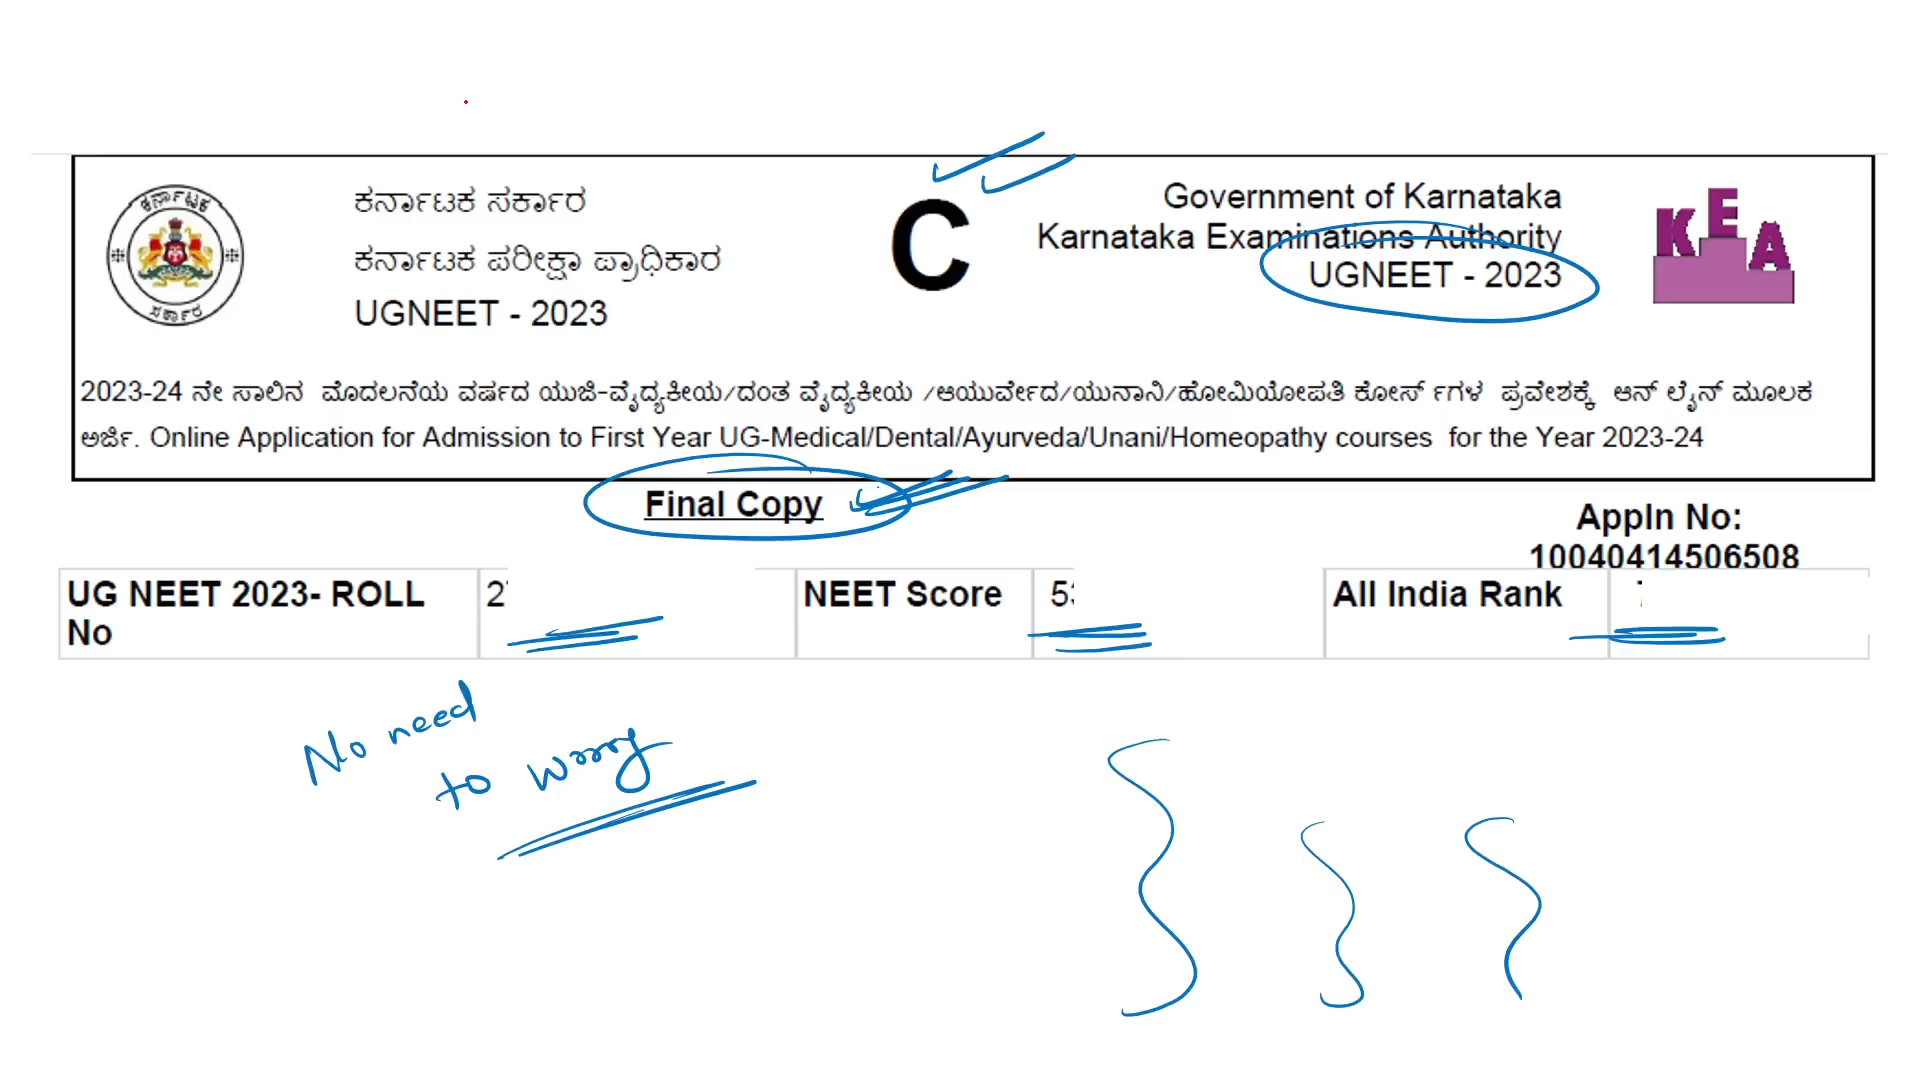 ಕರ್ನಾಟಕ
ಸರ್ಕಾರ
ಕರ್ನಾಟಕ ಸರ್ಕಾರ
ಕರ್ನಾಟಕ ಪರೀಕ್ಷಾ ಪ್ರಾಧಿಕಾರ
UGNEET - 2023
C
Government of Karnataka
Karnataka Examinations Authority
UGNEET - 2023
KEA
2023-24 ನೇ ಸಾಲಿನ ಮೊದಲನೆಯ ವರ್ಷದ ಯುಜಿ-ವೈದ್ಯಕೀಯ/ದಂತ ವೈದ್ಯಕೀಯ /ಆಯುರ್ವೇದ/ಯುನಾನಿ/ಹೋಮಿಯೋಪತಿ ಕೋರ್ಸ್ ಗಳ ಪ್ರವೇಶಕ್ಕೆ ಆನ್ ಲೈನ್ ಮೂಲಕ
ಅರ್ಜಿ. Online Application for Admission to First Year UG-Medical/Dental/Ayurveda/Unani/Homeopathy courses for the Year 2023-24
Final Copy
Appln No:
10040414506508
UG NEET 2023- ROLL
No
NEET Score
All India Rank
No need
to worry